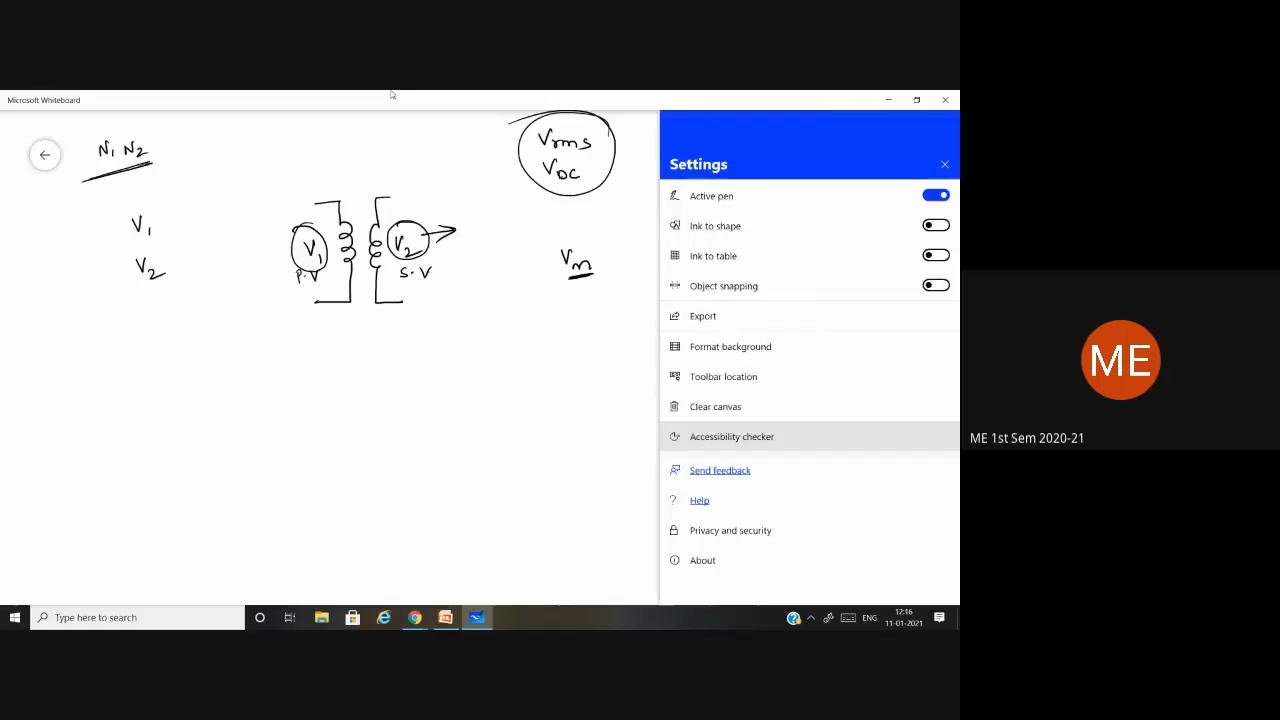 Microsoft Whiteboard
N1 N2
Vrms
VDC
V1
V2
V1
P.V
V2
S.V
Vm
Settings
Active pen
Ink to shape
Ink to table
Object snapping
Export
Format background
Toolbar location
Clear canvas
Accessibility checker
Send feedback
Help
Privacy and security
About
ME
ME 1st Sem 2020-21
Type here to search
ENG
12:16
11-01-2021